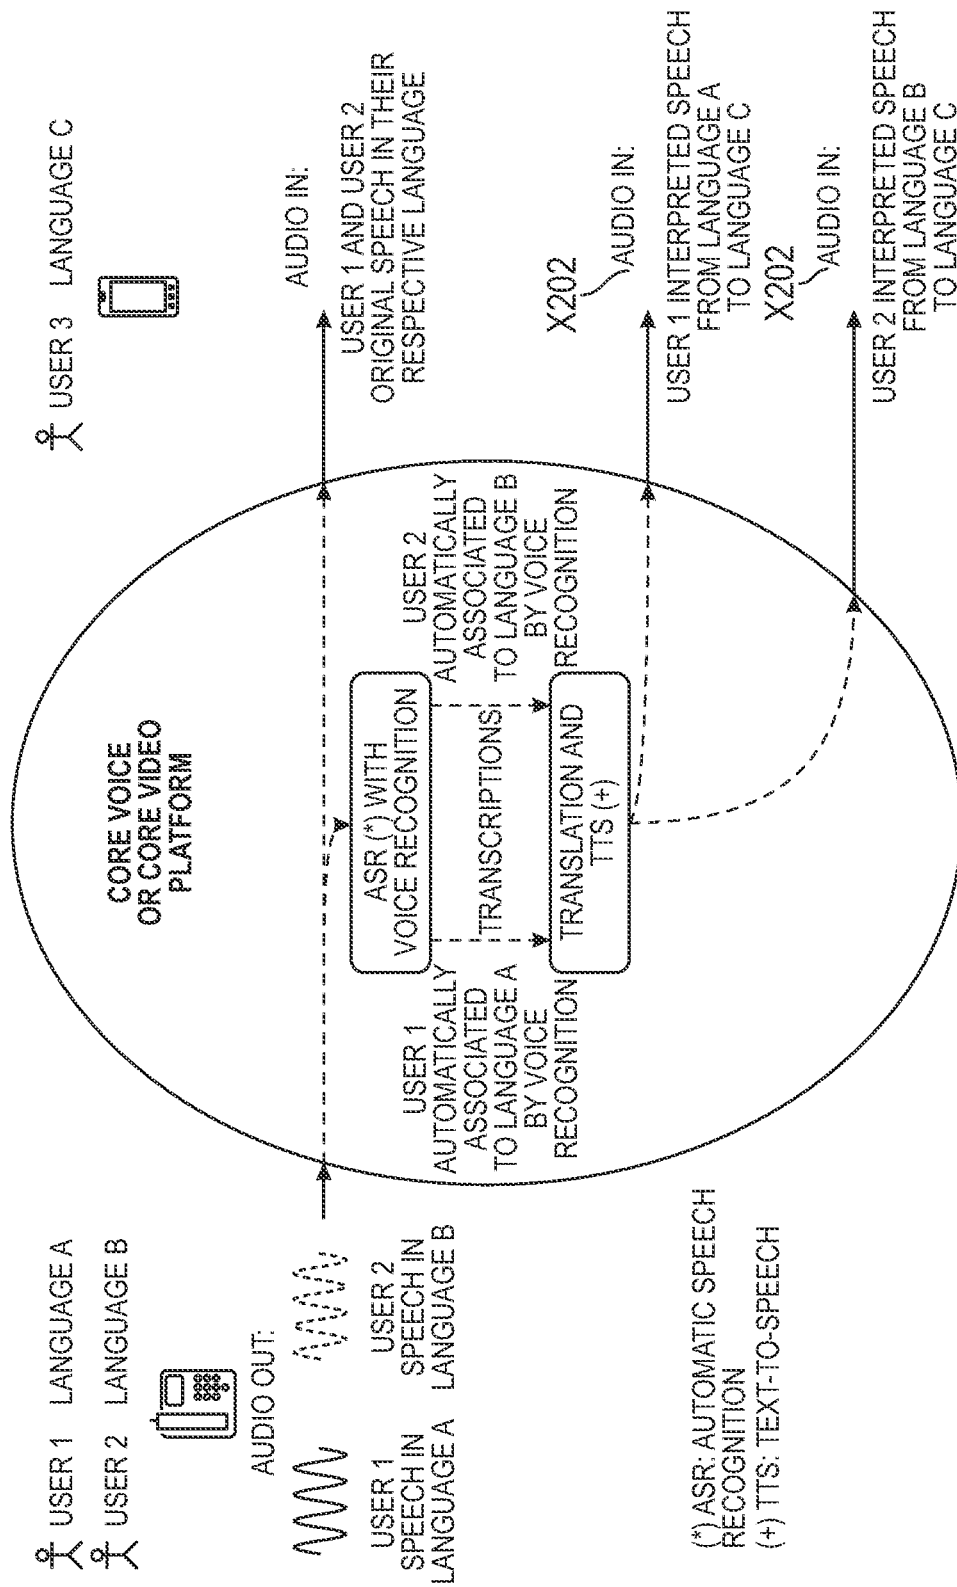 USER 1 LANGUAGE A
USER 2 LANGUAGE B
AUDIO OUT:
USER 1
SPEECH IN
LANGUAGE A
USER 2
SPEECH IN
LANGUAGE B
(*) ASR: AUTOMATIC SPEECH
RECOGNITION
(+) TTS: TEXT-TO-SPEECH
CORE VOICE
OR CORE VIDEO
PLATFORM
ASR (*) WITH
VOICE RECOGNITION
USER 1
AUTOMATICALLY
ASSOCIATED
TO LANGUAGE A
BY VOICE
RECOGNITION
TRANSCRIPTIONS
USER 2
AUTOMATICALLY
ASSOCIATED
TO LANGUAGE B
BY VOICE
RECOGNITION
TRANSLATION AND
TTS (+)
USER 3 LANGUAGE C
AUDIO IN:
USER 1 AND USER 2
ORIGINAL SPEECH IN THEIR
RESPECTIVE LANGUAGE
X202
AUDIO IN:
USER 1 INTERPRETED SPEECH
FROM LANGUAGE A
TO LANGUAGE C
X202
AUDIO IN:
USER 2 INTERPRETED SPEECH
FROM LANGUAGE B
TO LANGUAGE C